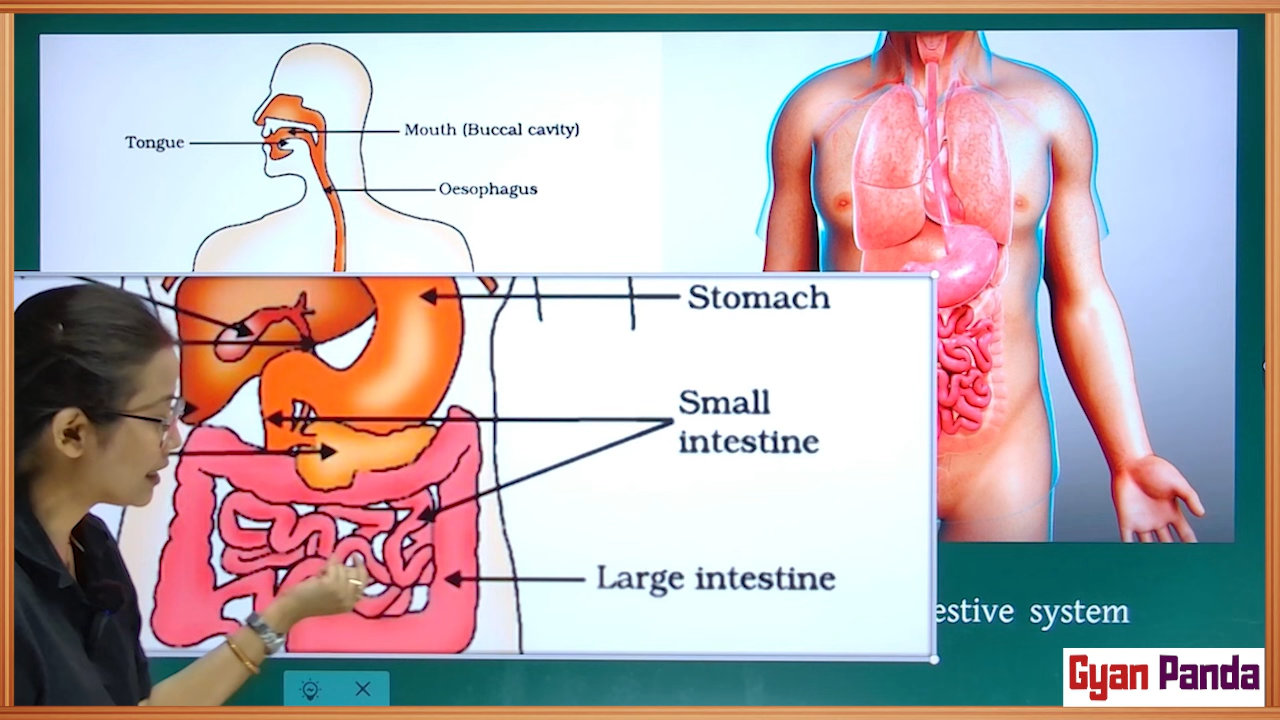 Mouth (Buccal cavity)
Tongue
Oesophagus
Stomach
Small
intestine
Large intestine
estive system
Gyan Panda